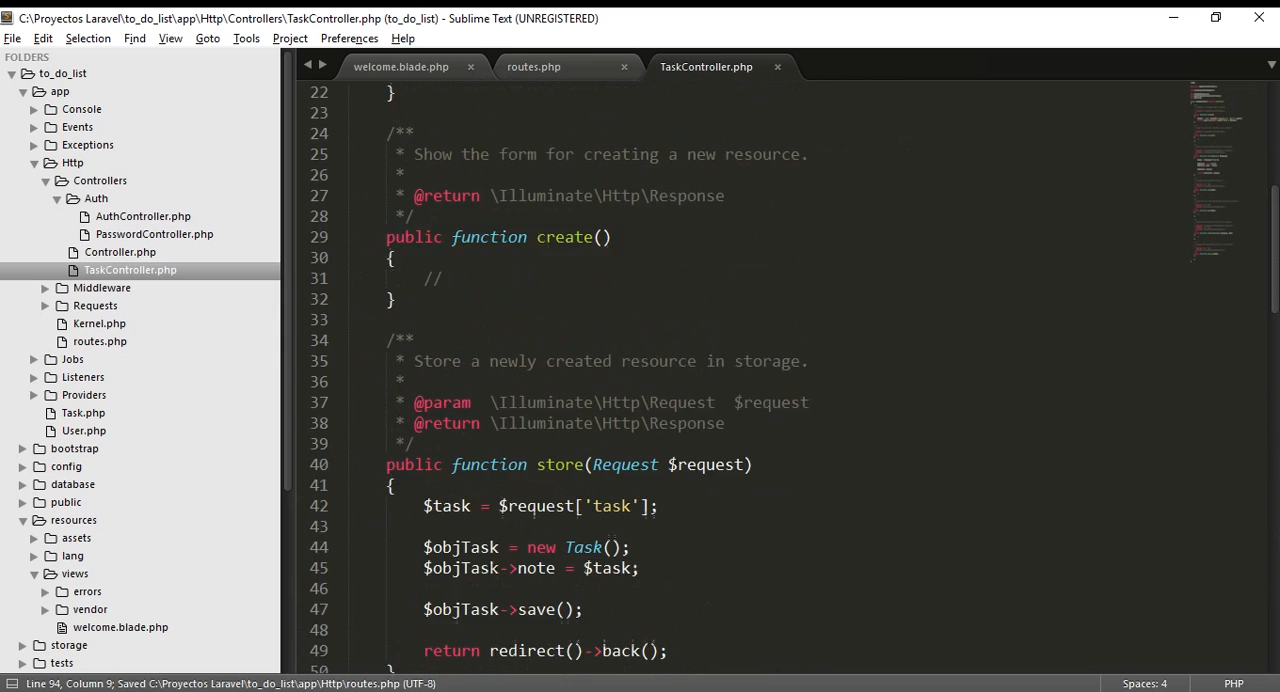 C:\Proyectos Laravel\to_do_list\app\Http\Controllers\TaskController.php (to_do_list) - Sublime Text (UNREGISTERED)
File Edit Selection Find View Goto Tools Project Preferences Help
FOLDERS
to_do_list
app
Console
Events
Exceptions
Http
Controllers
Auth
AuthController.php
PasswordController.php
Controller.php
TaskController.php
Middleware
Requests
Kernel.php
routes.php
Jobs
Listeners
Providers
Task.php
User.php
bootstrap
config
database
public
resources
assets
lang
views
errors
vendor
welcome.blade.php
storage
tests
welcome.blade.php routes.php TaskController.php
22 }
23
24 /**
25 * Show the form for creating a new resource.
26 *
27 * @return \Illuminate\Http\Response
28 */
29 public function create()
30 {
31 //
32 }
33
34 /**
35 * Store a newly created resource in storage.
36 *
37 * @param  \Illuminate\Http\Request  $request
38 * @return \Illuminate\Http\Response
39 */
40 public function store(Request $request)
41 {
42 $task = $request['task'];
43
44 $objTask = new Task();
45 $objTask->note = $task;
46
47 $objTask->save();
48
49 return redirect()->back();
50 }
Line 94, Column 9; Saved C:\Proyectos Laravel\to_do_list\app\Http\routes.php (UTF-8) Spaces: 4 PHP